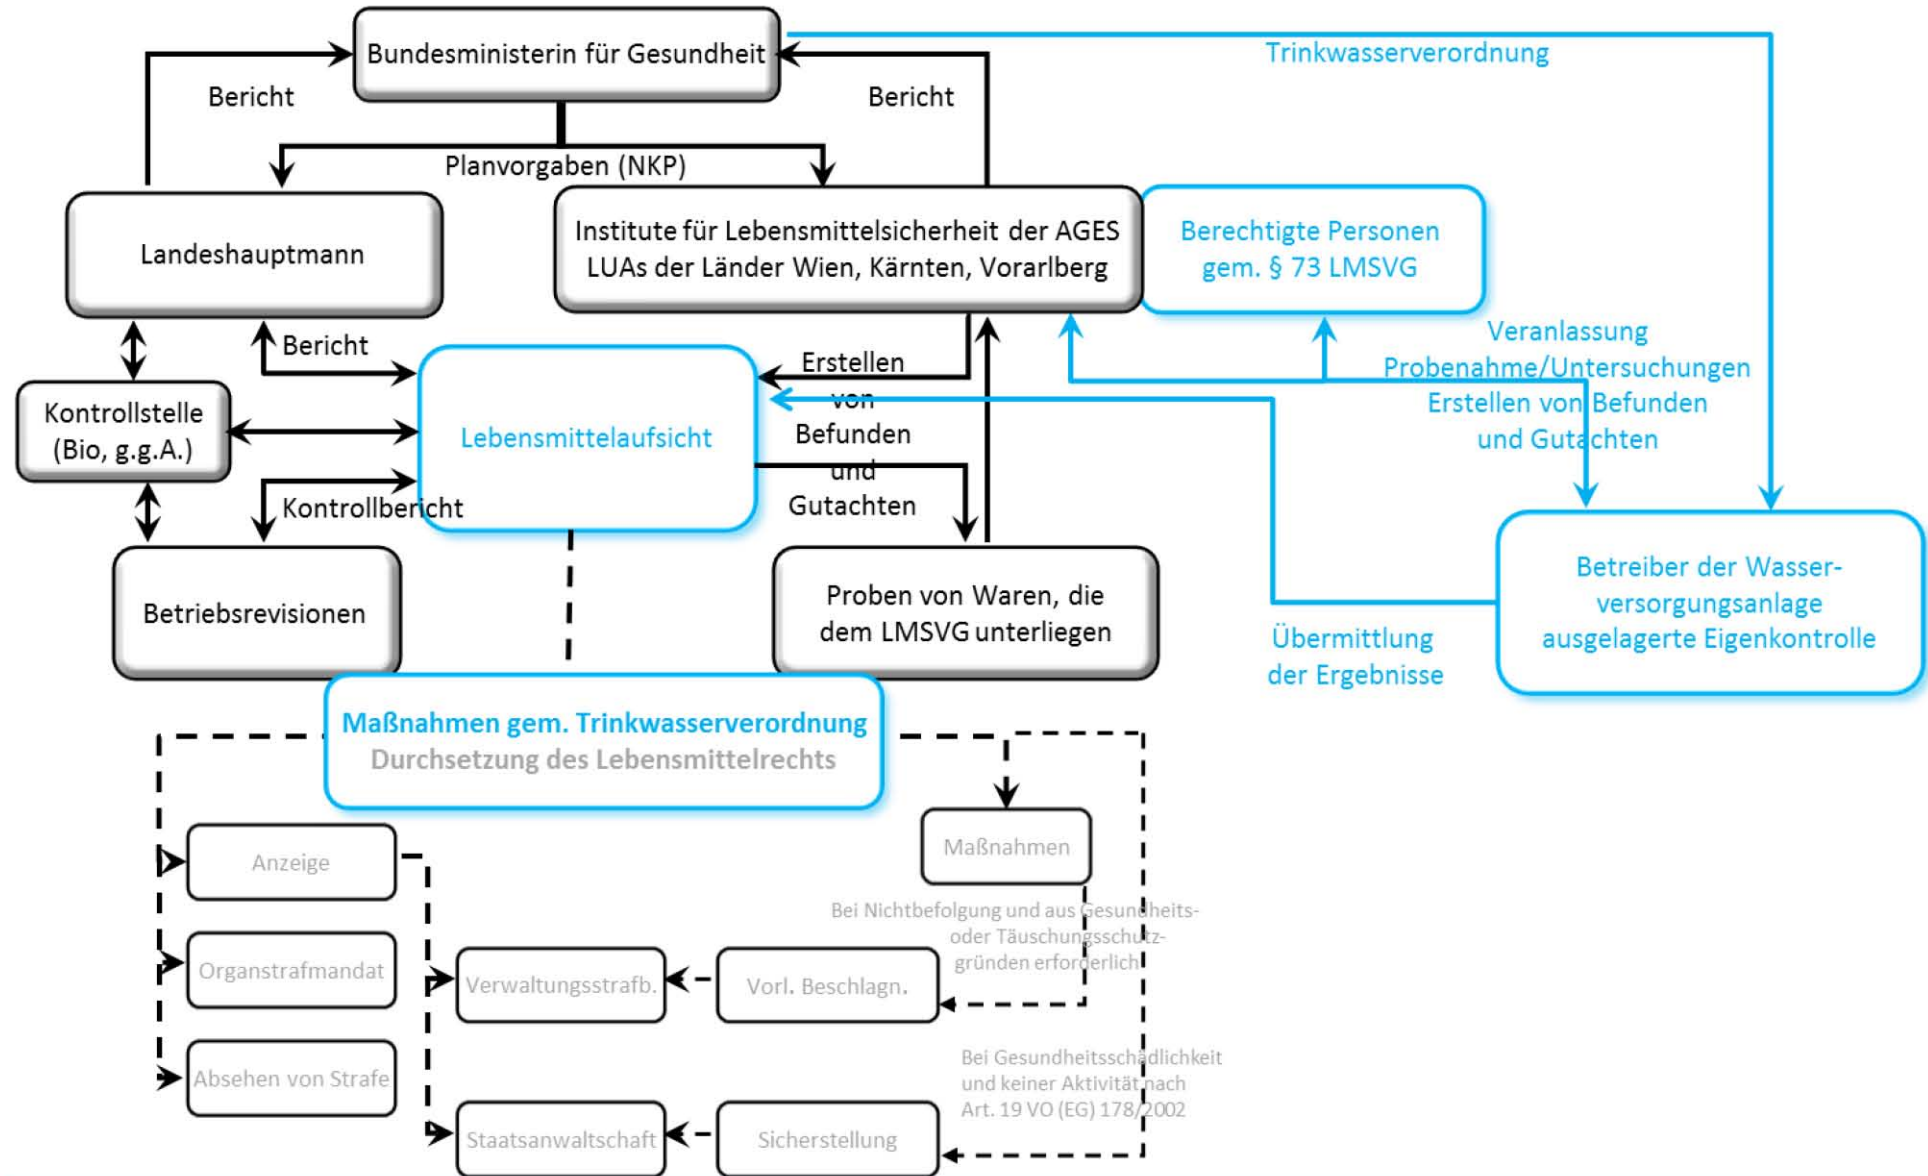 Bundesministerin für Gesundheit
Trinkwasserverordnung
Bericht
Bericht
Planvorgaben (NKP)
Landeshauptmann
Institute für Lebensmittelsicherheit der AGES
LUAs der Länder Wien, Kärnten, Vorarlberg
Berechtigte Personen
gem. § 73 LMSVG
Bericht
Erstellen
von
Befunden
und
Gutachten
Veranlassung
Probenahme/Untersuchungen
Erstellen von Befunden
und Gutachten
Kontrollstelle
(Bio, g.g.A.)
Lebensmittelaufsicht
Kontrollbericht
Betriebsrevisionen
Proben von Waren, die
dem LMSVG unterliegen
Betreiber der Wasser-
versorgungsanlage
ausgelagerte Eigenkontrolle
Übermittlung
der Ergebnisse
Maßnahmen gem. Trinkwasserverordnung
Durchsetzung des Lebensmittelrechts
Anzeige
Maßnahmen
Bei Nichtbefolgung und aus Gesundheits-
oder Täuschungsschutz-
gründen erforderlich
Organstrafmandat
Verwaltungsstrafb.
Vorl. Beschlagn.
Absehen von Strafe
Bei Gesundheitsschädlichkeit
und keiner Aktivität nach
Art. 19 VO (EG) 178/2002
Staatsanwaltschaft
Sicherstellung